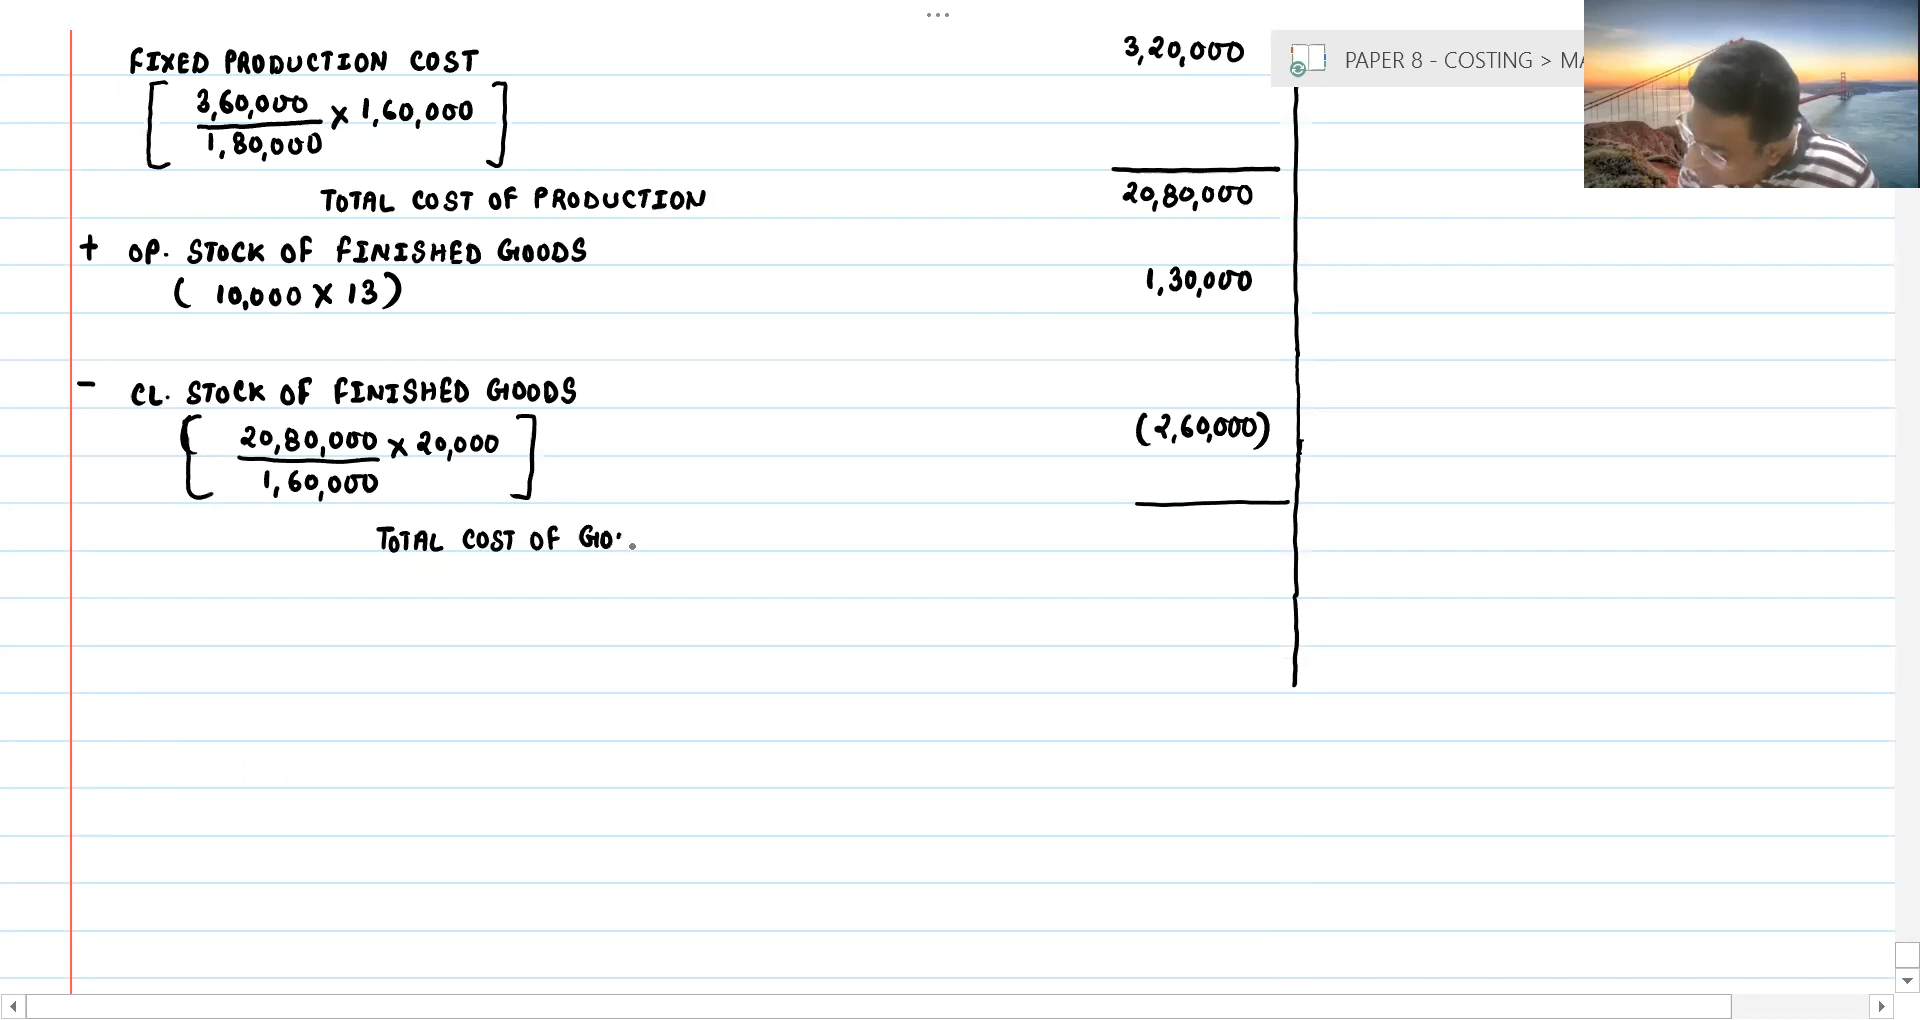 FIXED PRODUCTION COST 3,20,000
PAPER 8 - COSTING > MA
[ 3,60,000 / 1,80,000 × 1,60,000 ]
TOTAL COST OF PRODUCTION 20,80,000
+ OP. STOCK OF FINISHED GOODS
( 10,000 × 13 ) 1,30,000
- CL. STOCK OF FINISHED GOODS
[ 20,80,000 / 1,60,000 × 20,000 ] (2,60,000)
TOTAL COST OF GO